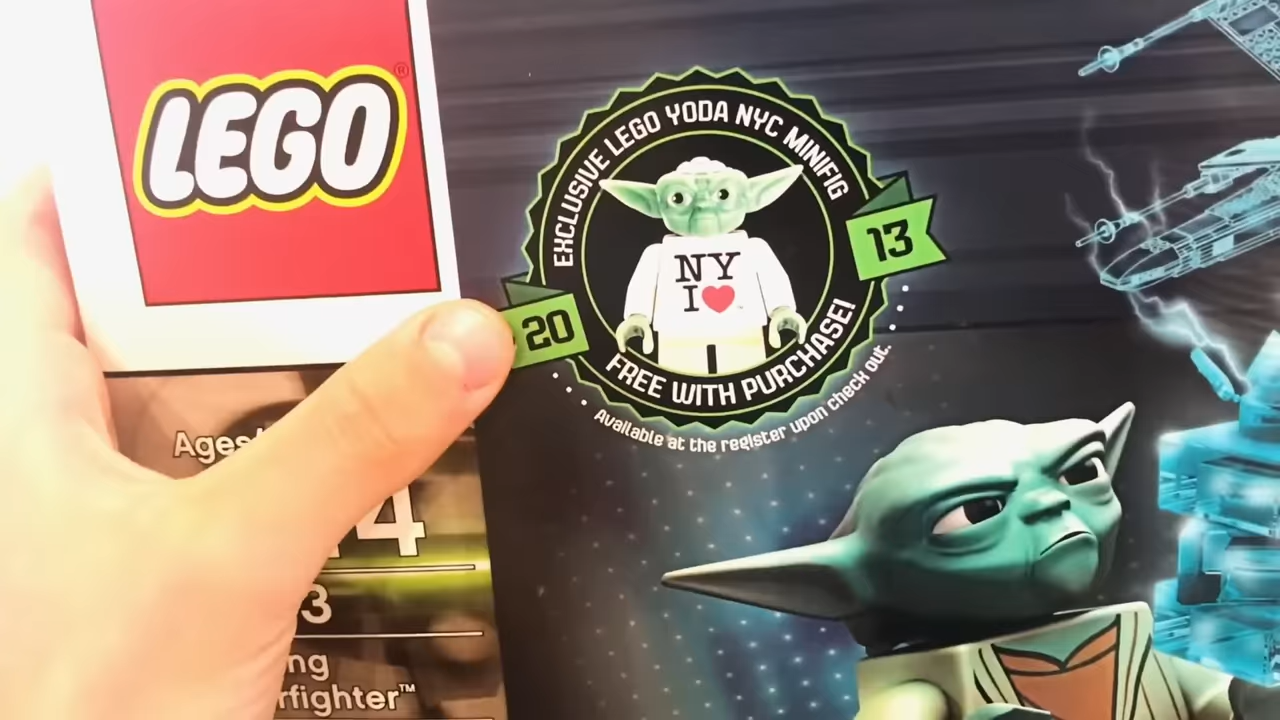 LEGO®
EXCLUSIVE LEGO YODA NYC MINIFIG
20
13
NY
I ♥
FREE WITH PURCHASE!
Available at the register upon check out.
Ages
4
3
ng
rfighter™